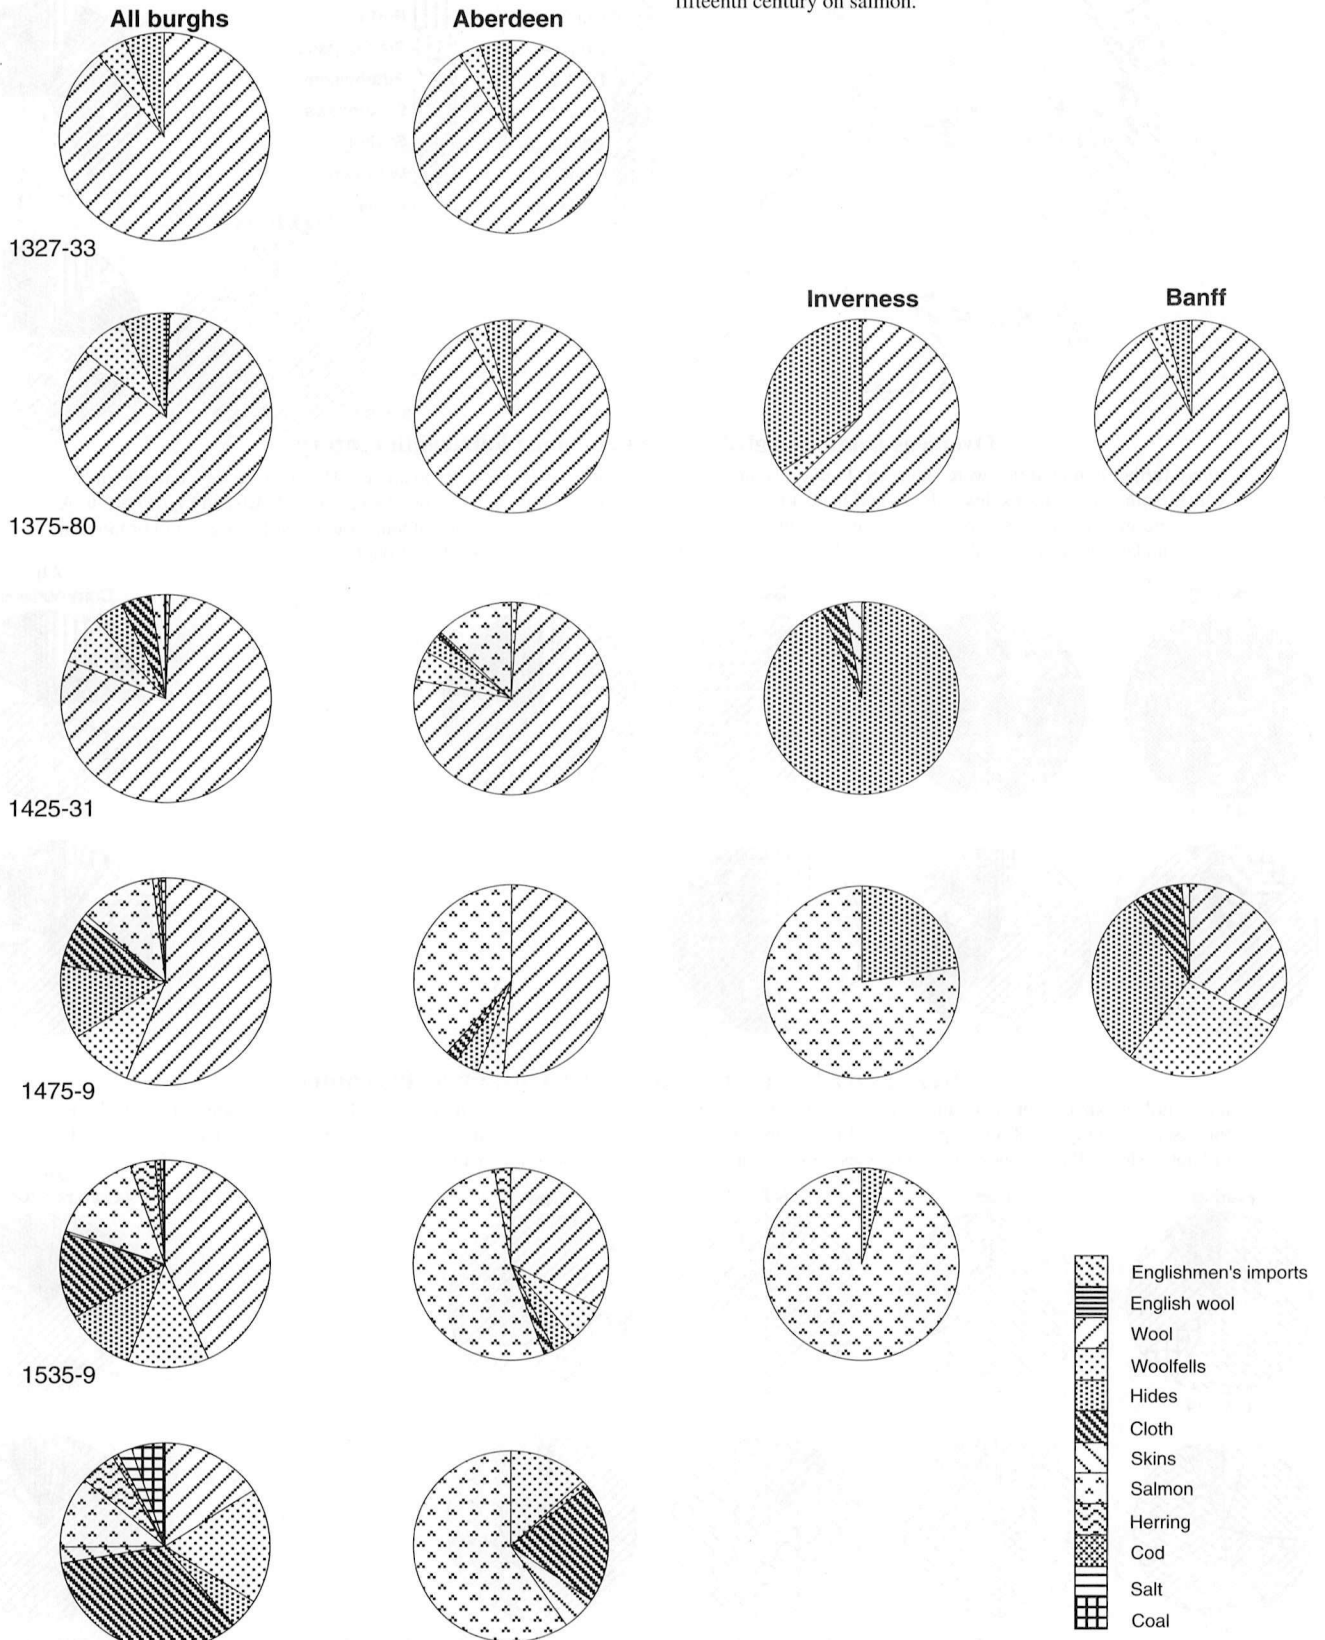 fifteenth century on salmon.
All burghs
Aberdeen
1327-33
Inverness
Banff
1375-80
1425-31
1475-9
1535-9
Englishmen's imports
English wool
Wool
Woolfells
Hides
Cloth
Skins
Salmon
Herring
Cod
Salt
Coal